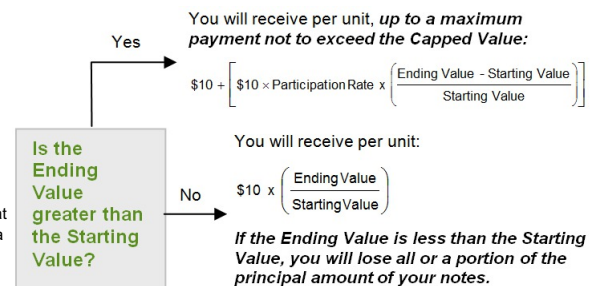 You will receive per unit, up to a maximum
payment not to exceed the Capped Value:
Yes
$10 + [ $10 × Participation Rate x ( Ending Value - Starting Value
Starting Value ) ]
Is the
Ending
Value
greater than
the Starting
Value?
at
a
No
You will receive per unit:
$10 x ( Ending Value
Starting Value )
If the Ending Value is less than the Starting
Value, you will lose all or a portion of the
principal amount of your notes.